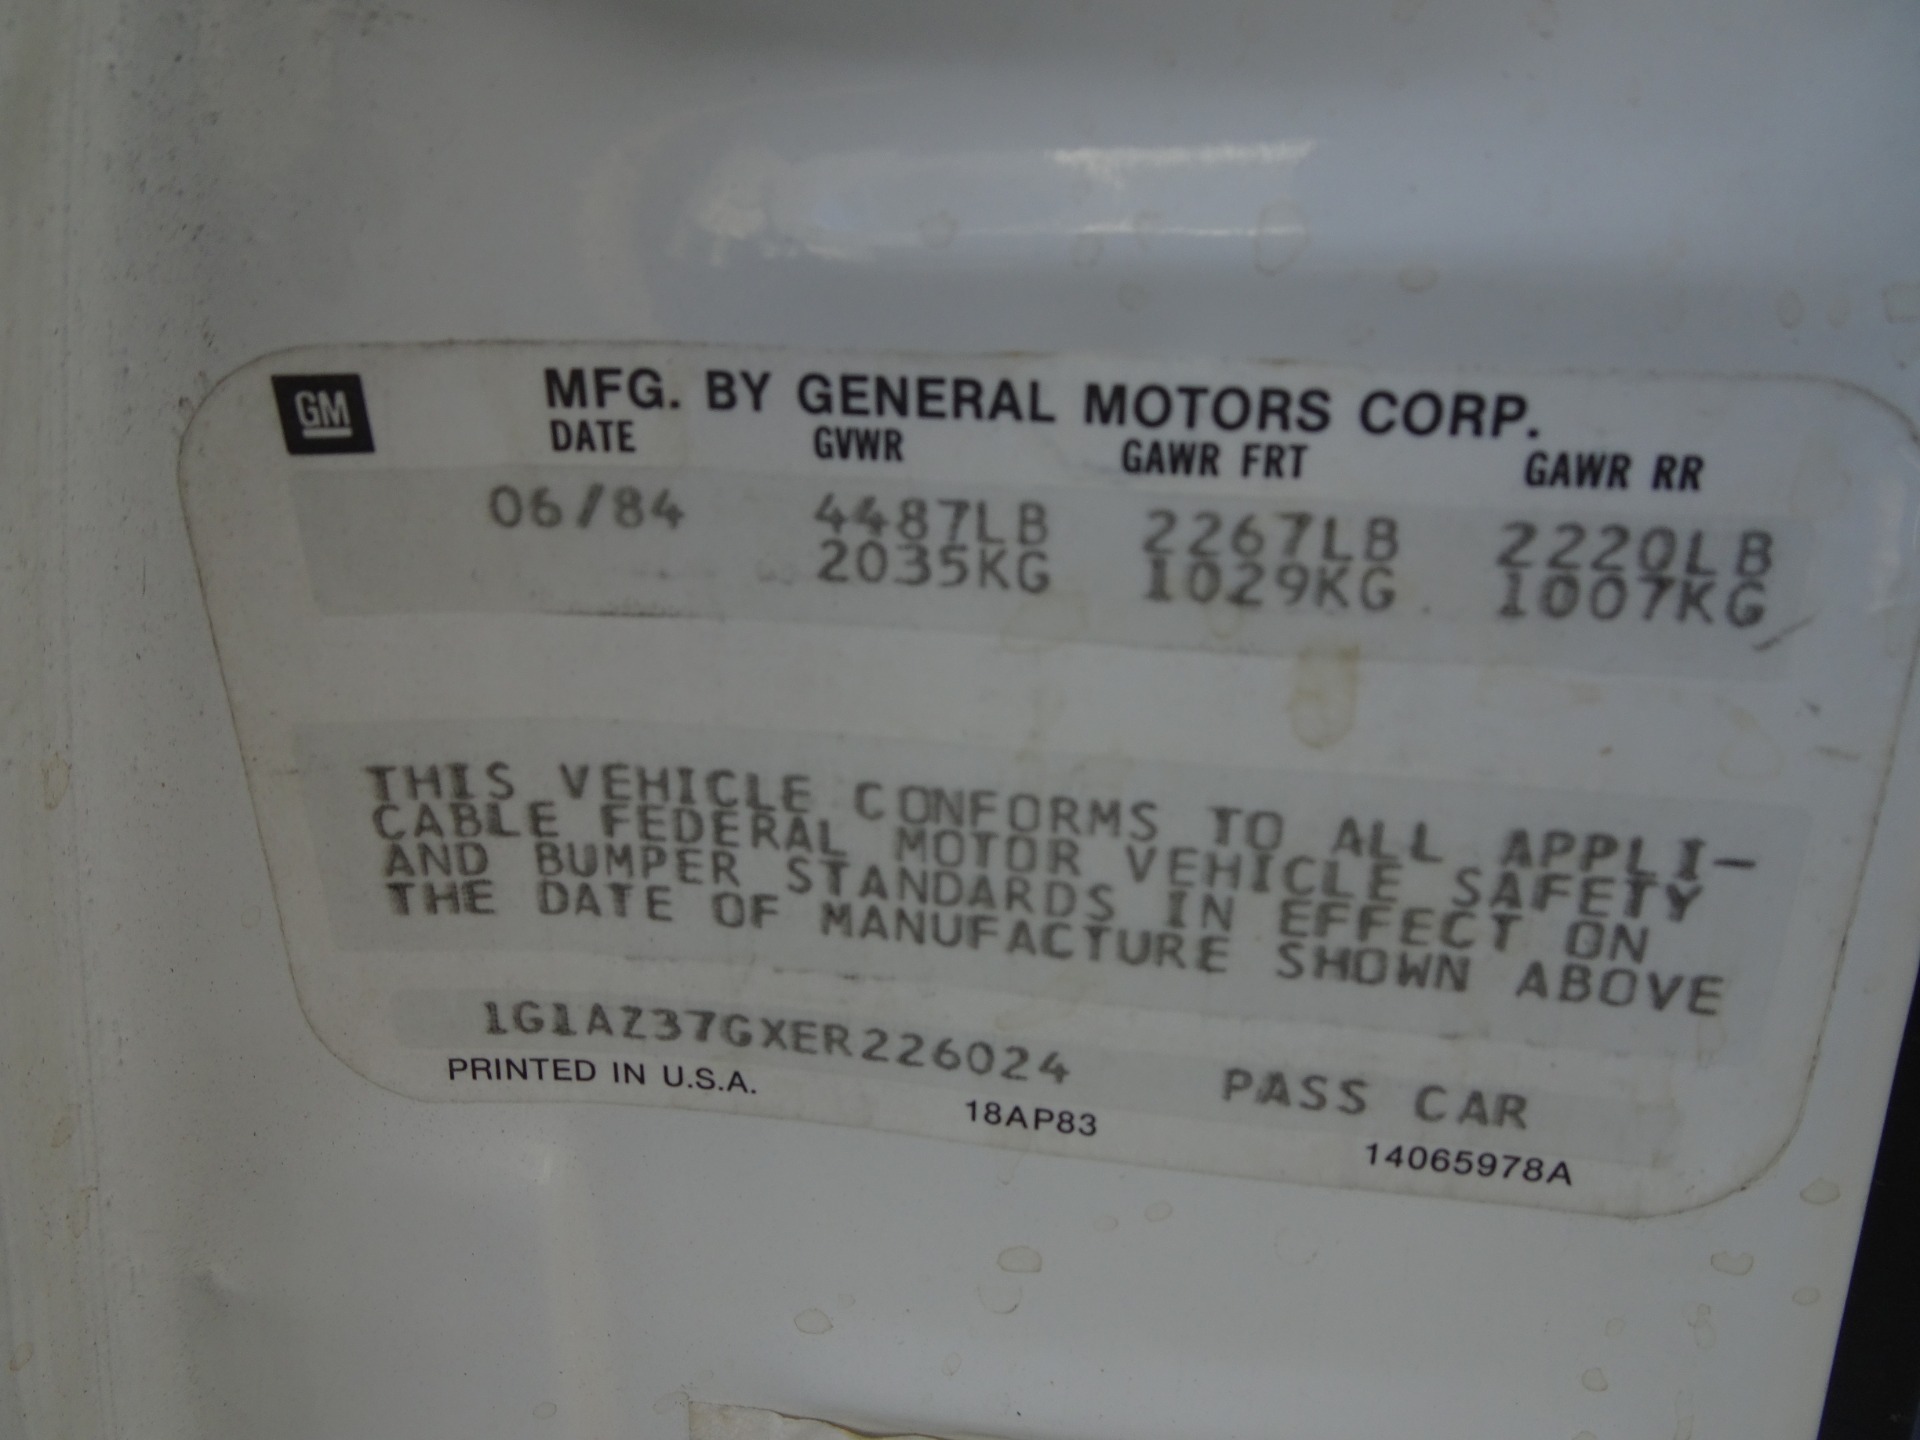 GM
MFG. BY GENERAL MOTORS CORP.
DATE GVWR GAWR FRT GAWR RR
06/84 4487LB 2267LB 2220LB
2035KG 1029KG 1007KG
THIS VEHICLE CONFORMS TO ALL APPLI-
CABLE FEDERAL MOTOR VEHICLE SAFETY
AND BUMPER STANDARDS IN EFFECT ON
THE DATE OF MANUFACTURE SHOWN ABOVE
1G1AZ37GXER226024 PASS CAR
PRINTED IN U.S.A. 18AP83 14065978A